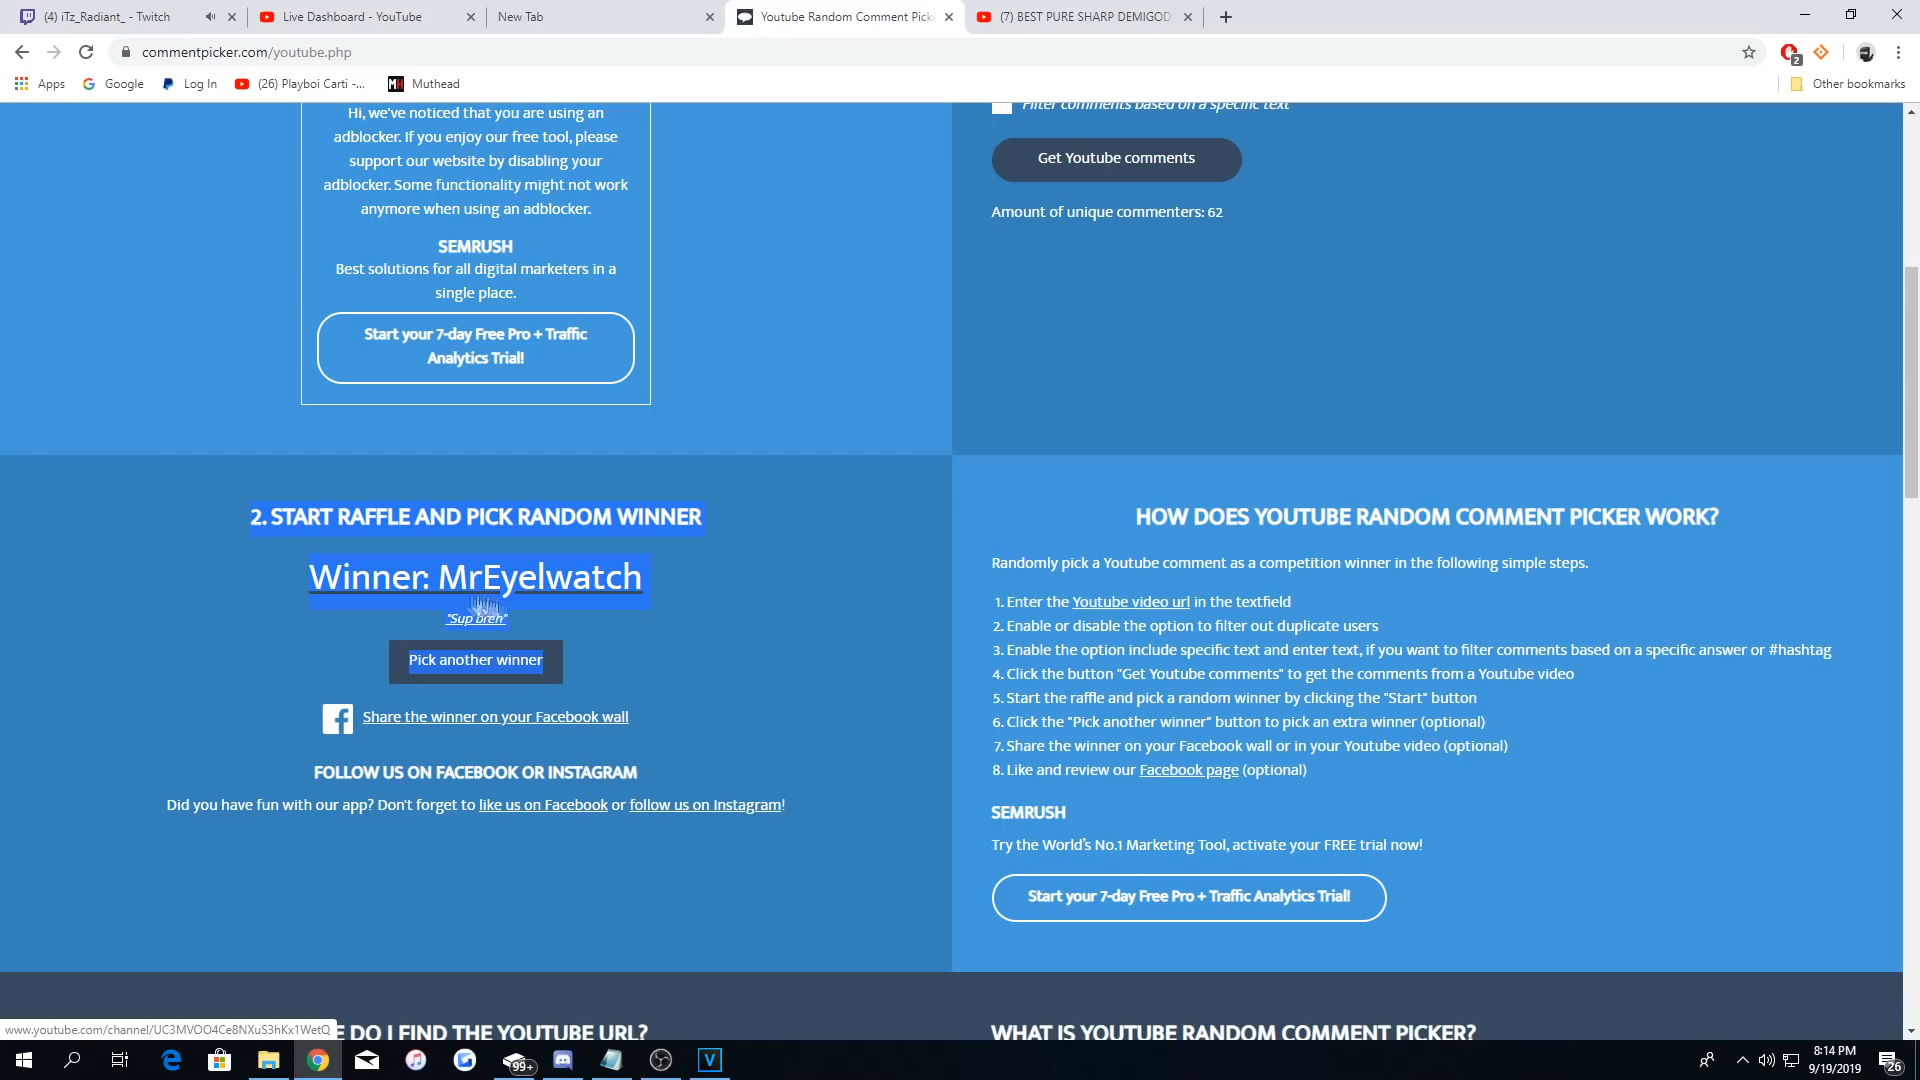 (4) iTz_Radiant_ - Twitch
Live Dashboard - YouTube
New Tab
Youtube Random Comment Picke
(7) BEST PURE SHARP DEMIGOD
commentpicker.com/youtube.php
2
Apps
Google
Log In
(26) Playboi Carti -...
MH
Muthead
Other bookmarks
Hi, we've noticed that you are using an
adblocker. If you enjoy our free tool, please
support our website by disabling your
adblocker. Some functionality might not work
anymore when using an adblocker.
SEMRUSH
Best solutions for all digital marketers in a
single place.
Start your 7-day Free Pro + Traffic
Analytics Trial!
Filter comments based on a specific text
Get Youtube comments
Amount of unique commenters: 62
2. START RAFFLE AND PICK RANDOM WINNER
Winner: MrEyelwatch
"Sup breh"
Pick another winner
Share the winner on your Facebook wall
FOLLOW US ON FACEBOOK OR INSTAGRAM
Did you have fun with our app? Don't forget to like us on Facebook or follow us on Instagram!
HOW DOES YOUTUBE RANDOM COMMENT PICKER WORK?
Randomly pick a Youtube comment as a competition winner in the following simple steps.
1. Enter the Youtube video url in the textfield
2. Enable or disable the option to filter out duplicate users
3. Enable the option include specific text and enter text, if you want to filter comments based on a specific answer or #hashtag
4. Click the button "Get Youtube comments" to get the comments from a Youtube video
5. Start the raffle and pick a random winner by clicking the "Start" button
6. Click the "Pick another winner" button to pick an extra winner (optional)
7. Share the winner on your Facebook wall or in your Youtube video (optional)
8. Like and review our Facebook page (optional)
SEMRUSH
Try the World's No.1 Marketing Tool, activate your FREE trial now!
Start your 7-day Free Pro + Traffic Analytics Trial!
www.youtube.com/channel/UC3MVOO4Ce8NXuS3hKx1WetQ
E DO I FIND THE YOUTUBE URL?
WHAT IS YOUTUBE RANDOM COMMENT PICKER?
99+
V
8:14 PM
9/19/2019
26